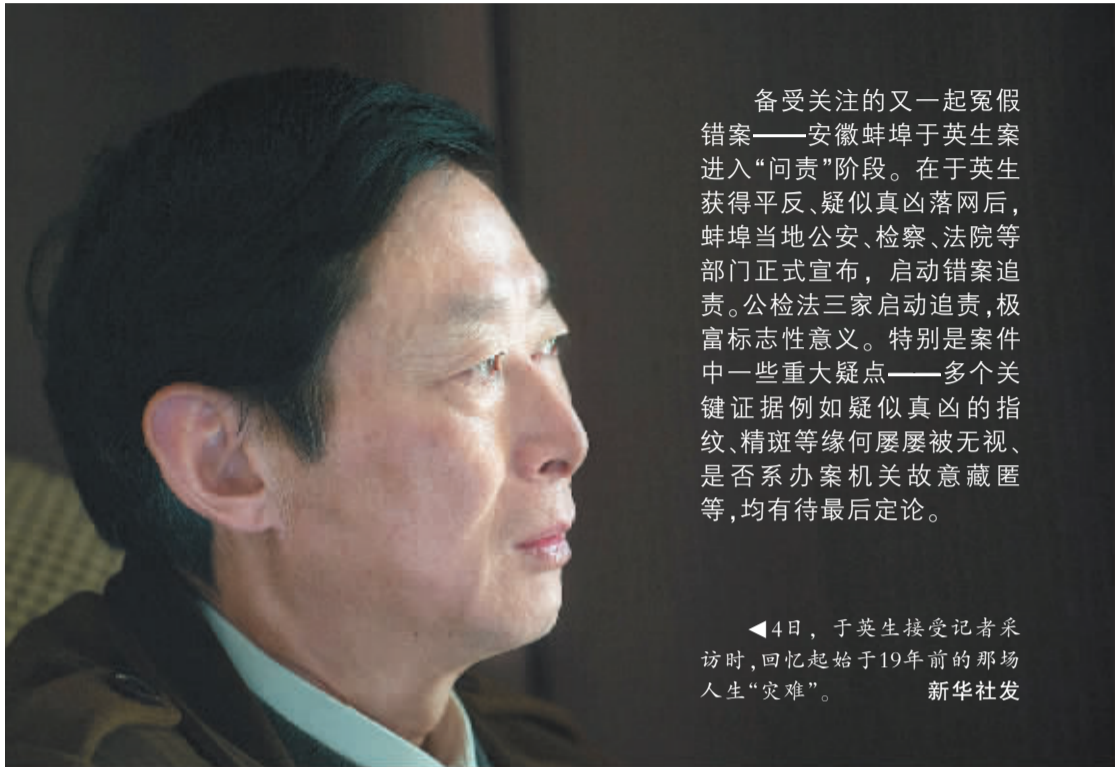 备受关注的又一起冤假
错案——安徽蚌埠于英生案
进入“问责”阶段。在于英生
获得平反、疑似真凶落网后，
蚌埠当地公安、检察、法院等
部门正式宣布，启动错案追
责。公检法三家启动追责，极
富标志性意义。特别是案件
中一些重大疑点——多个关
键证据例如疑似真凶的指
纹、精斑等缘何屡屡被无视、
是否系办案机关故意藏匿
等，均有待最后定论。
◀4日，于英生接受记者采
访时，回忆起始于19年前的那场
人生“灾难”。 新华社发